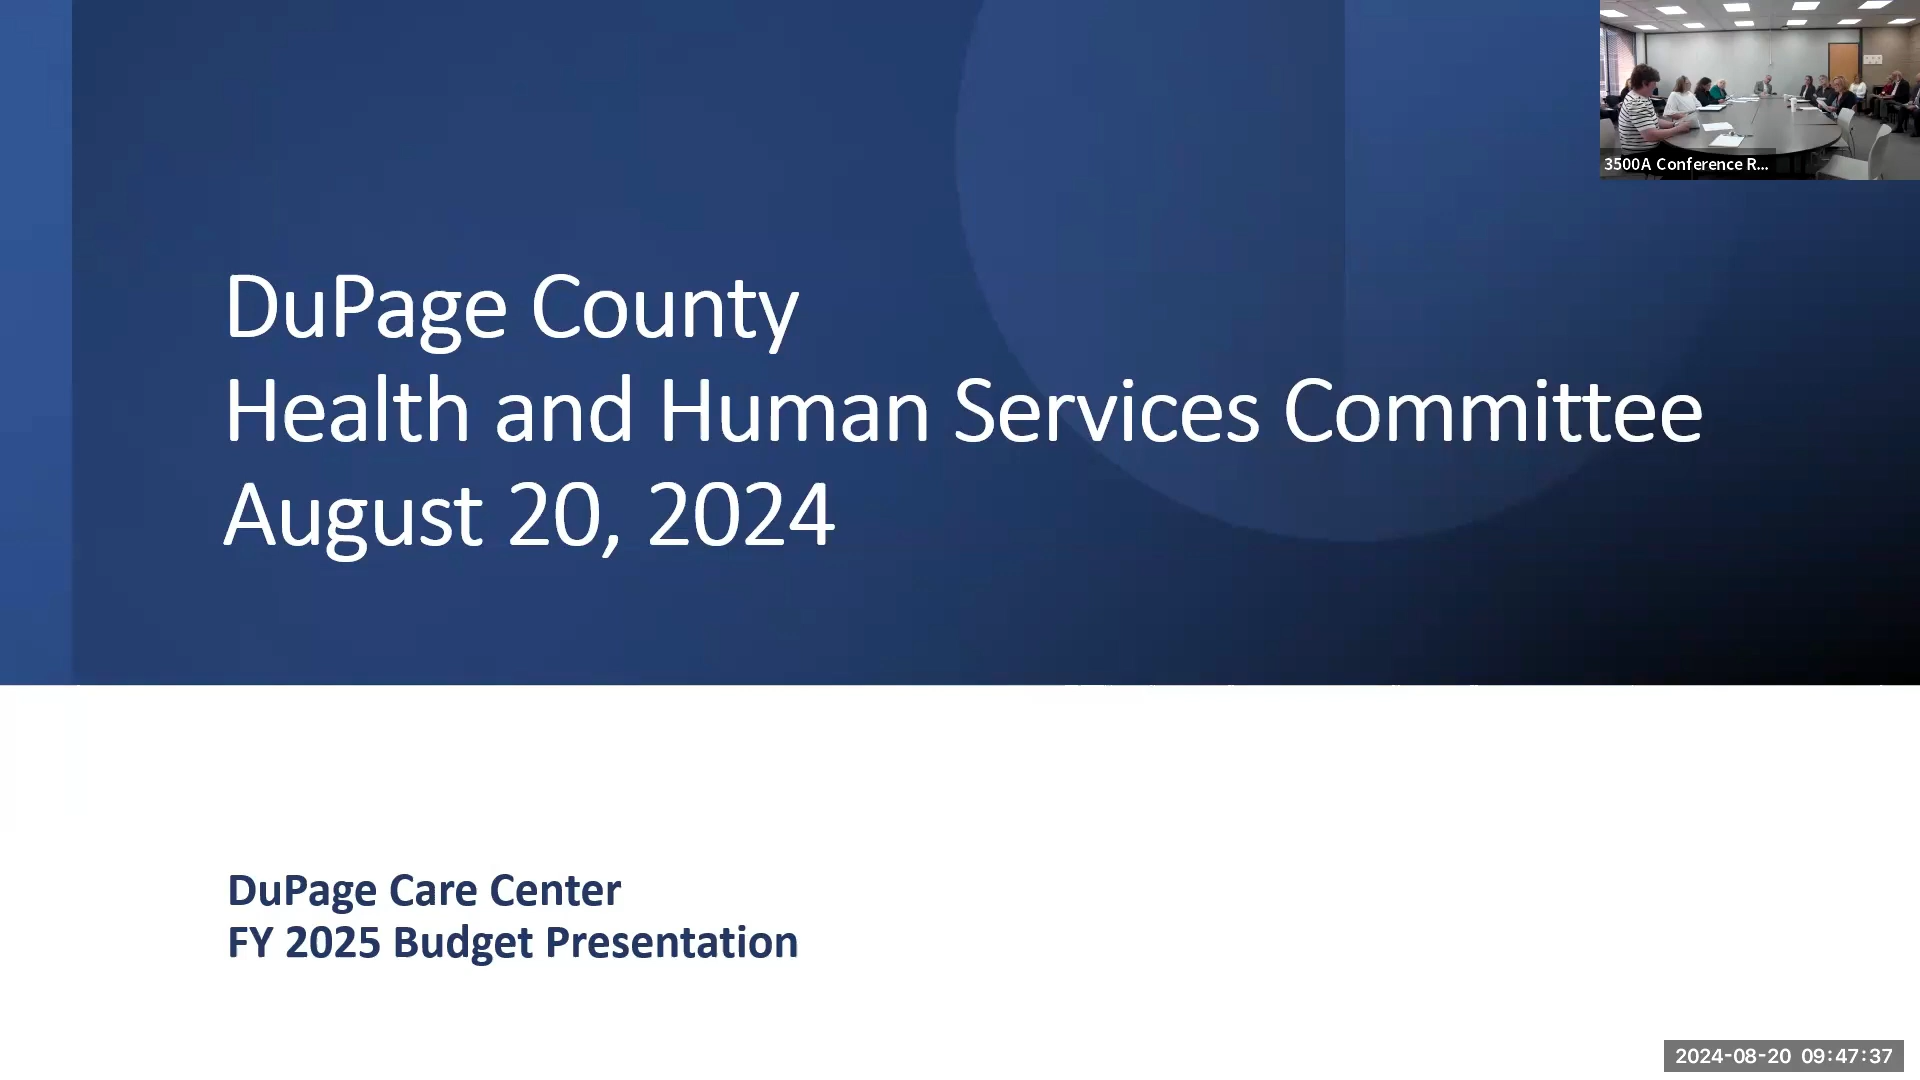 3500A Conference R...
DuPage County
Health and Human Services Committee
August 20, 2024
DuPage Care Center
FY 2025 Budget Presentation
2024-08-20 09:47:37